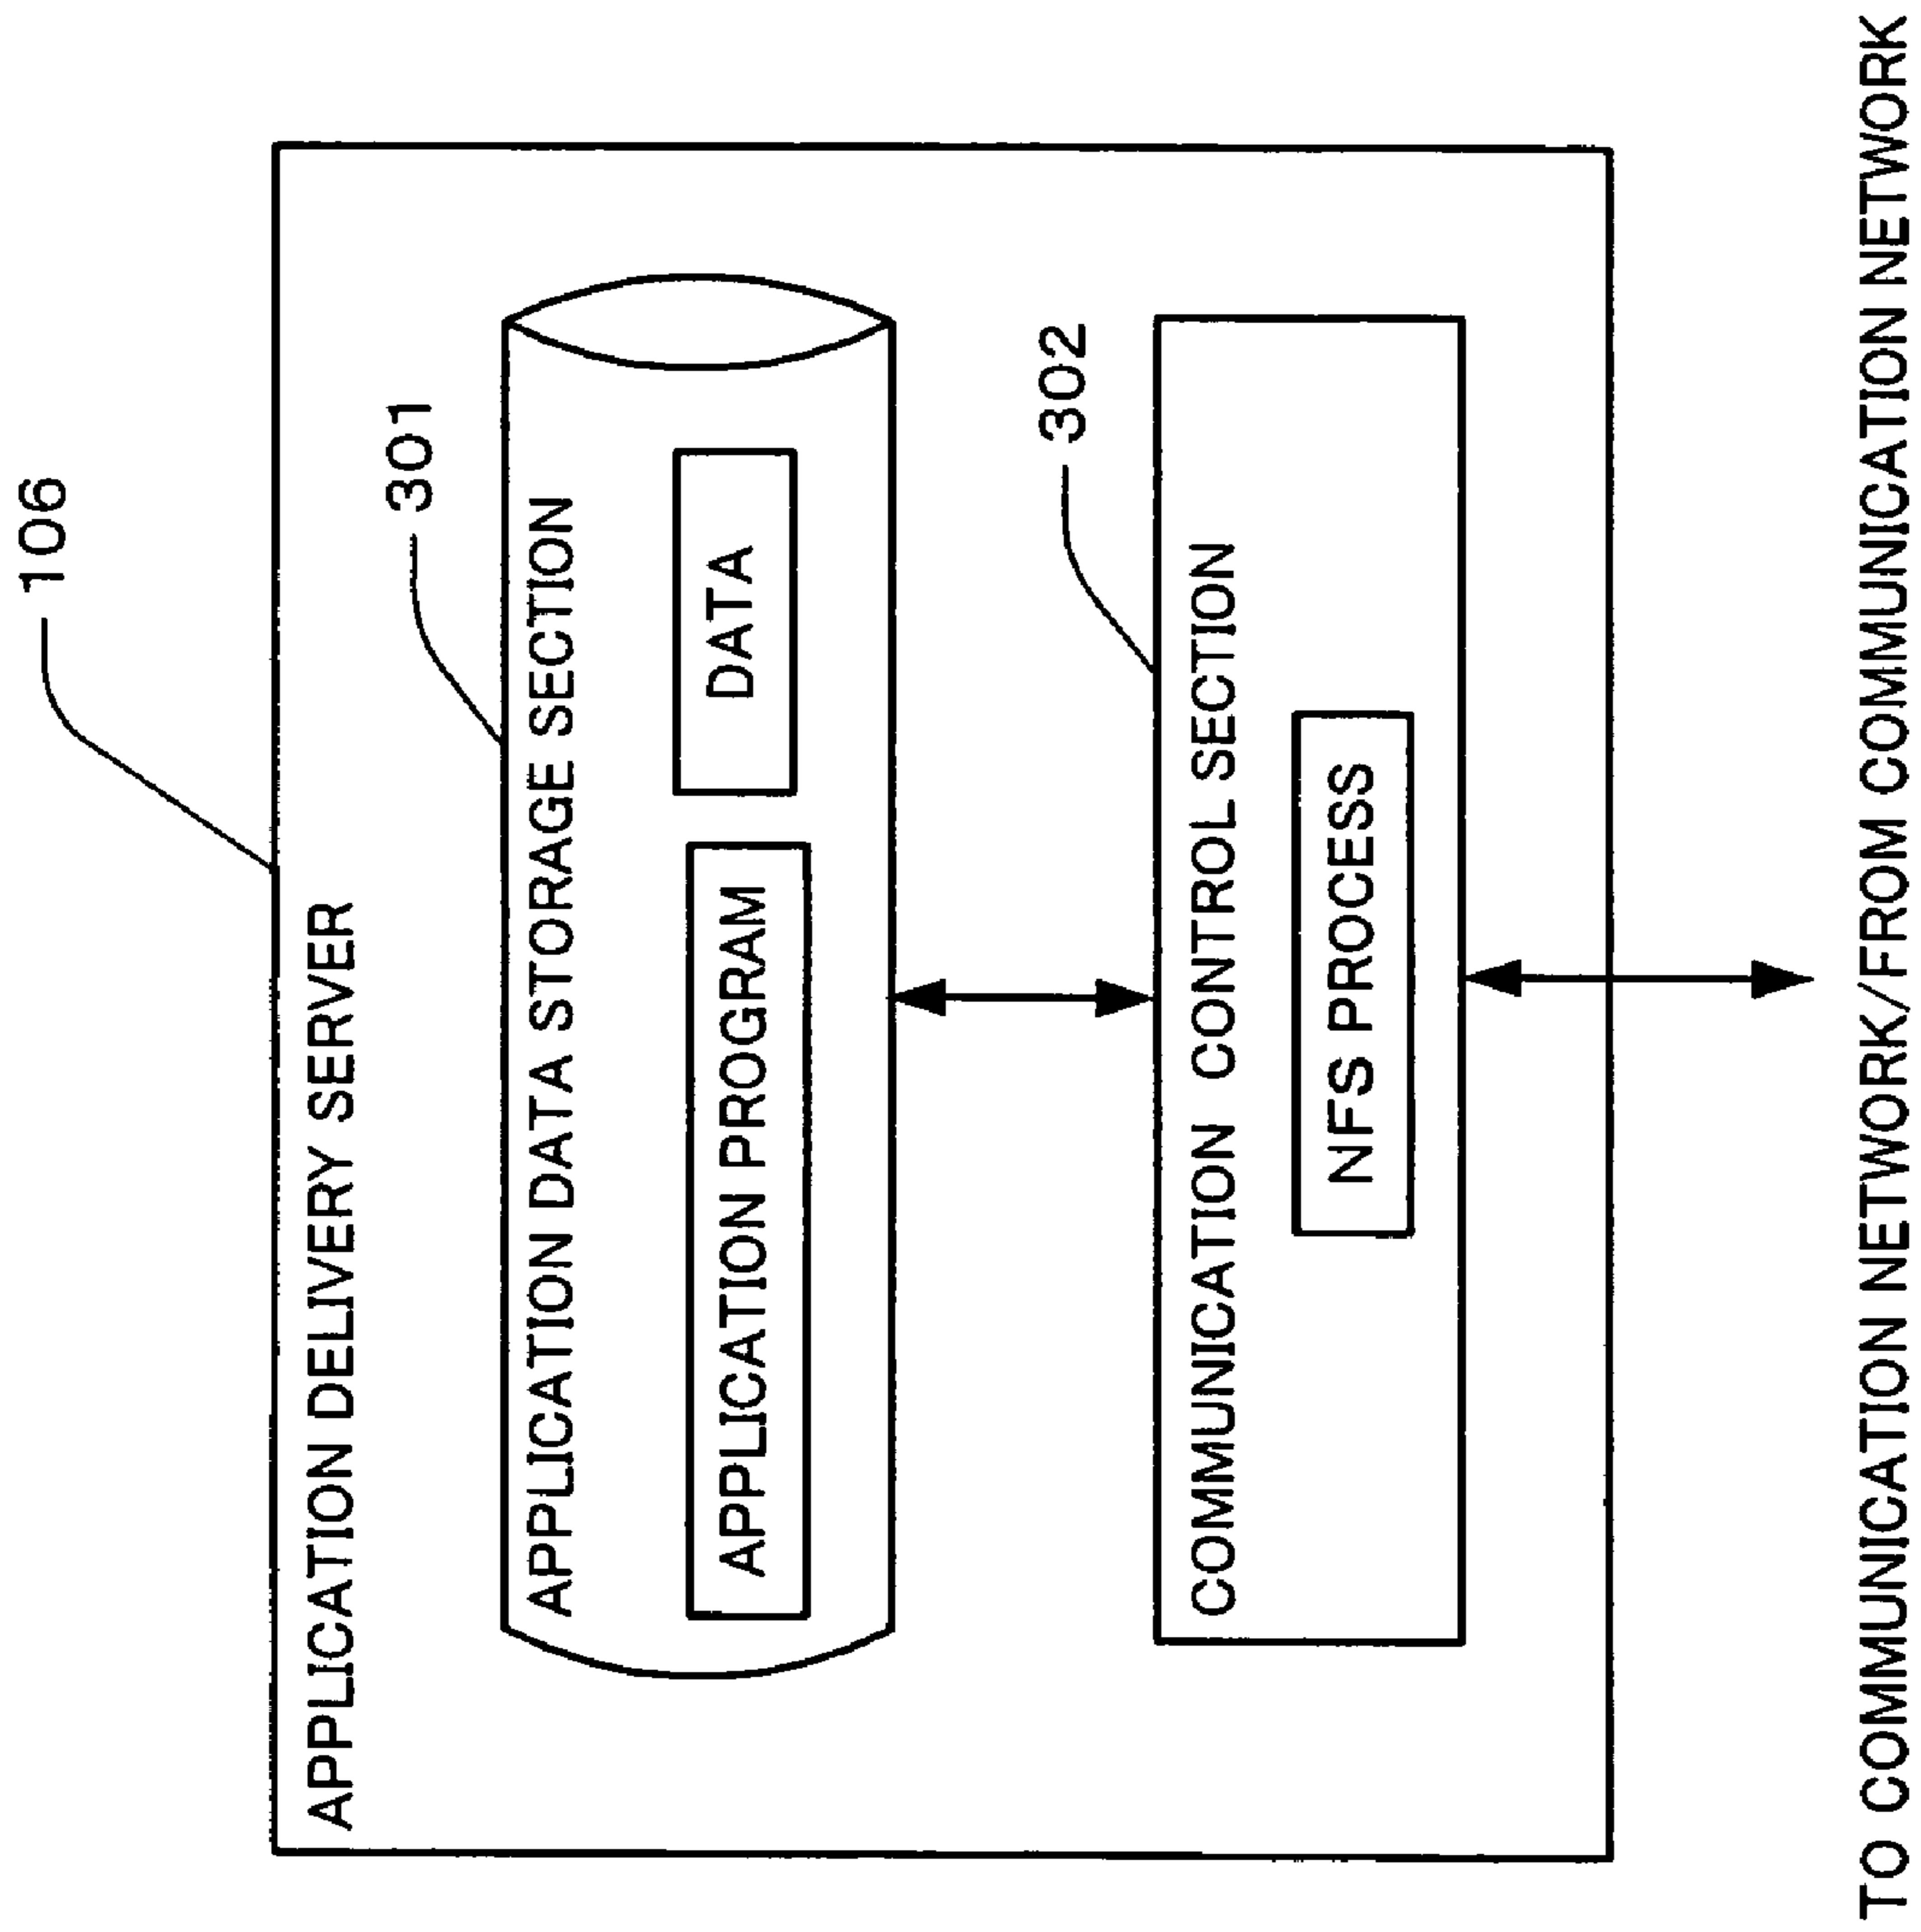 106
APPLICATION DELIVERY SERVER
301
APPLICATION DATA STORAGE SECTION
APPLICATION PROGRAM
DATA
302
COMMUNICATION CONTROL SECTION
NFS PROCESS
TO COMMUNICATION NETWORK/FROM COMMUNICATION NETWORK